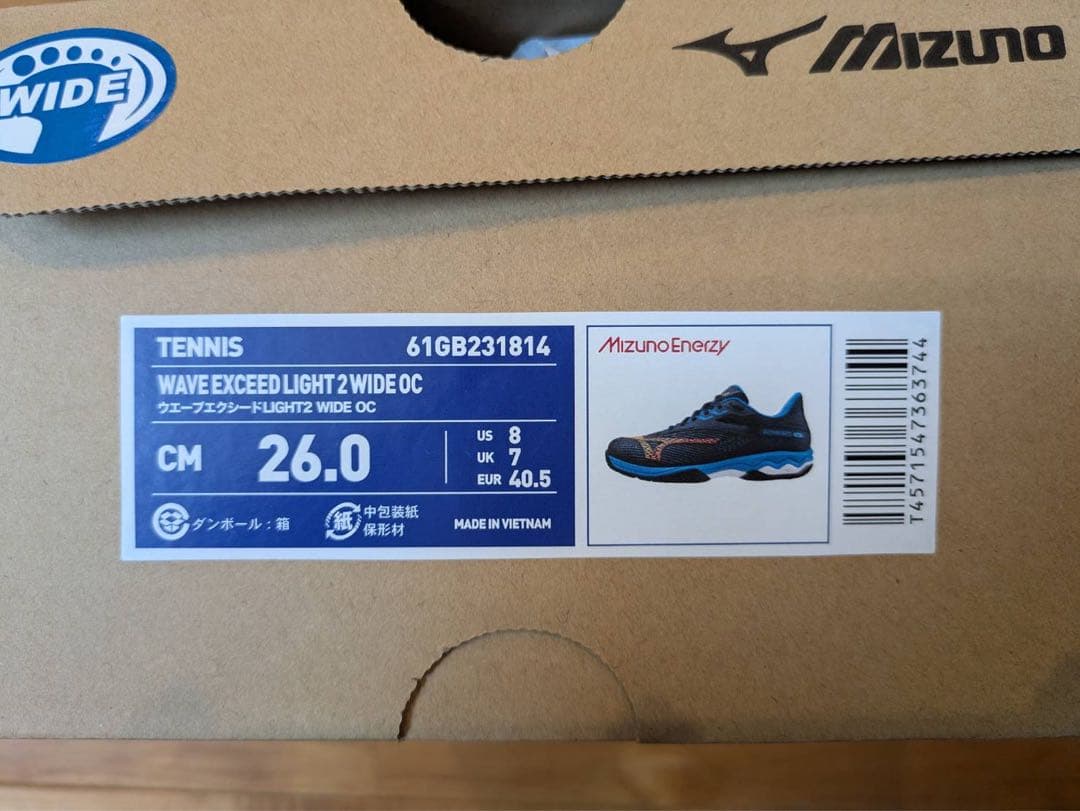 WIDE
MIZUNO
TENNIS 61GB231814
WAVE EXCEED LIGHT 2 WIDE OC
ウエーブエクシードLIGHT2 WIDE OC
CM 26.0
US 8
UK 7
EUR 40.5
ダンボール：箱
紙 中包装紙
保形材
MADE IN VIETNAM
MizunoEnerzy
T4571547363744